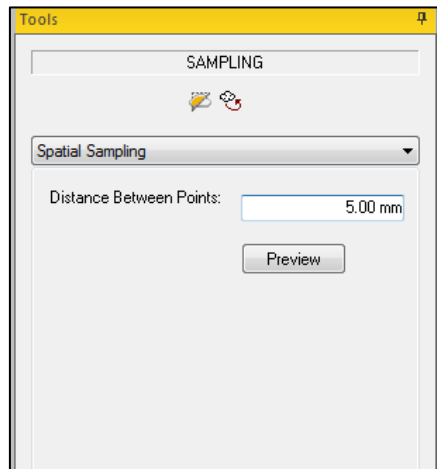 Tools
SAMPLING
Spatial Sampling
Distance Between Points: 5.00 mm
Preview